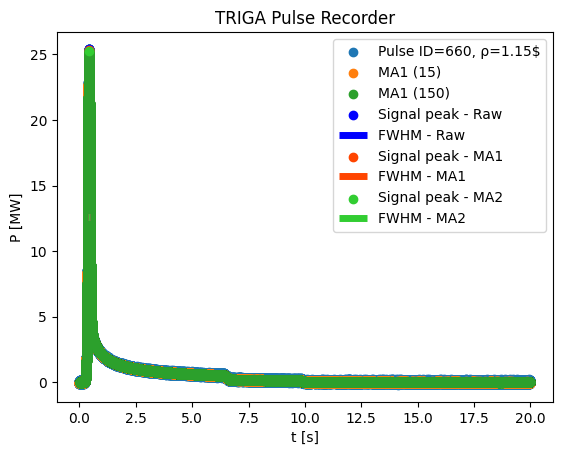 TRIGA Pulse Recorder
P [MW]
25
20
15
10
5
0
Pulse ID=660, ρ=1.15$
MA1 (15)
MA1 (150)
Signal peak - Raw
FWHM - Raw
Signal peak - MA1
FWHM - MA1
Signal peak - MA2
FWHM - MA2
0.0 2.5 5.0 7.5 10.0 12.5 15.0 17.5 20.0
t [s]